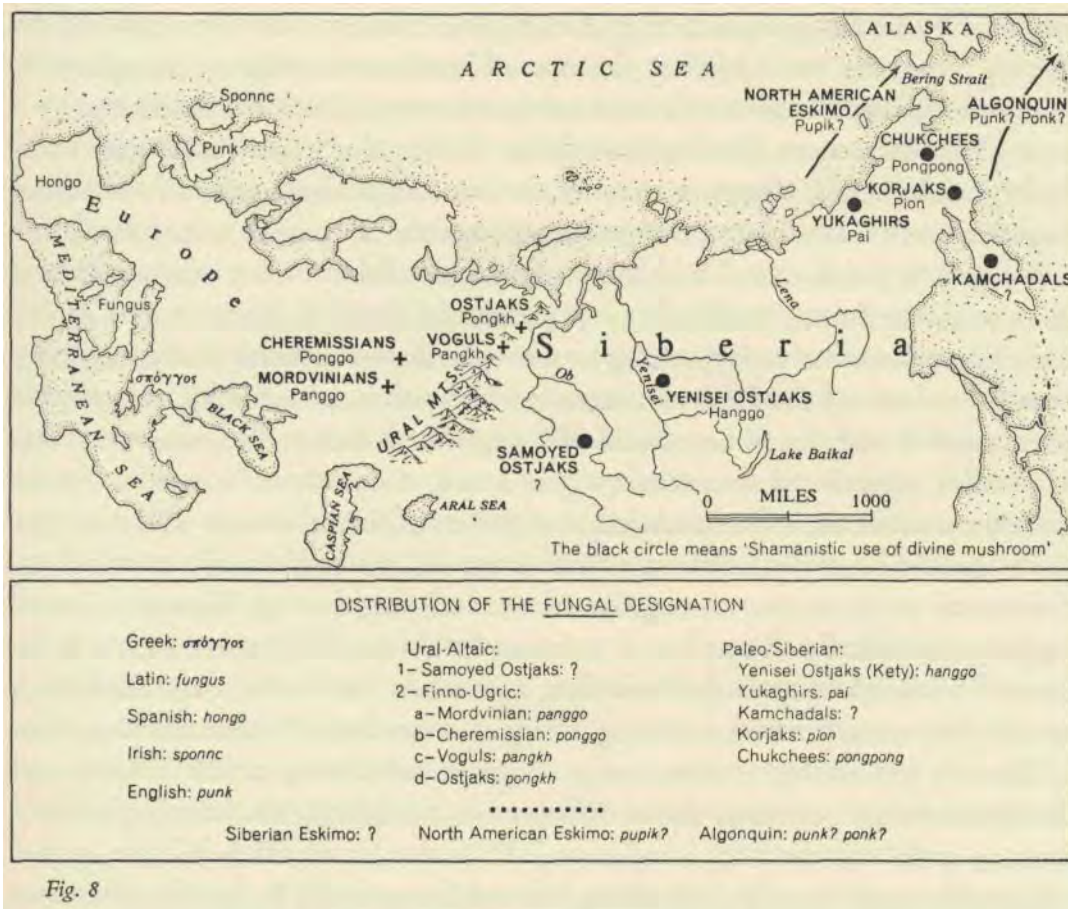 ALASKA
ARCTIC SEA
Bering Strait
NORTH AMERICAN
ESKIMO
Pupik?
ALGONQUIN
Punk? Ponk?
CHUKCHEES
Pongpong
KORJAKS
Pion
YUKAGHIRS
Pai
KAMCHADALS
?
Sponnc
Punk
Hongo
Europe
MEDITERRANEAN SEA
Fungus
σπόγγος
BLACK SEA
CHEREMISSIANS
Ponggo
MORDVINIANS
Panggo
OSTJAKS
Pongkh
VOGULS
Pangkh
URAL MTS.
CASPIAN SEA
ARAL SEA
Siberia
Ob
Yenisei
Lena
YENISEI OSTJAKS
Hanggo
SAMOYED
OSTJAKS
?
Lake Baikal
0 MILES 1000
The black circle means 'Shamanistic use of divine mushroom'
DISTRIBUTION OF THE FUNGAL DESIGNATION
Greek: σπόγγος
Latin: fungus
Spanish: hongo
Irish: sponnc
English: punk
Ural-Altaic:
1– Samoyed Ostjaks: ?
2– Finno-Ugric:
a–Mordvinian: panggo
b–Cheremissian: ponggo
c–Voguls: pangkh
d–Ostjaks: pongkh
Paleo-Siberian:
Yenisei Ostjaks (Kety): hanggo
Yukaghirs. pai
Kamchadals: ?
Korjaks: pion
Chukchees: pongpong
Siberian Eskimo: ? North American Eskimo: pupik? Algonquin: punk? ponk?
Fig. 8